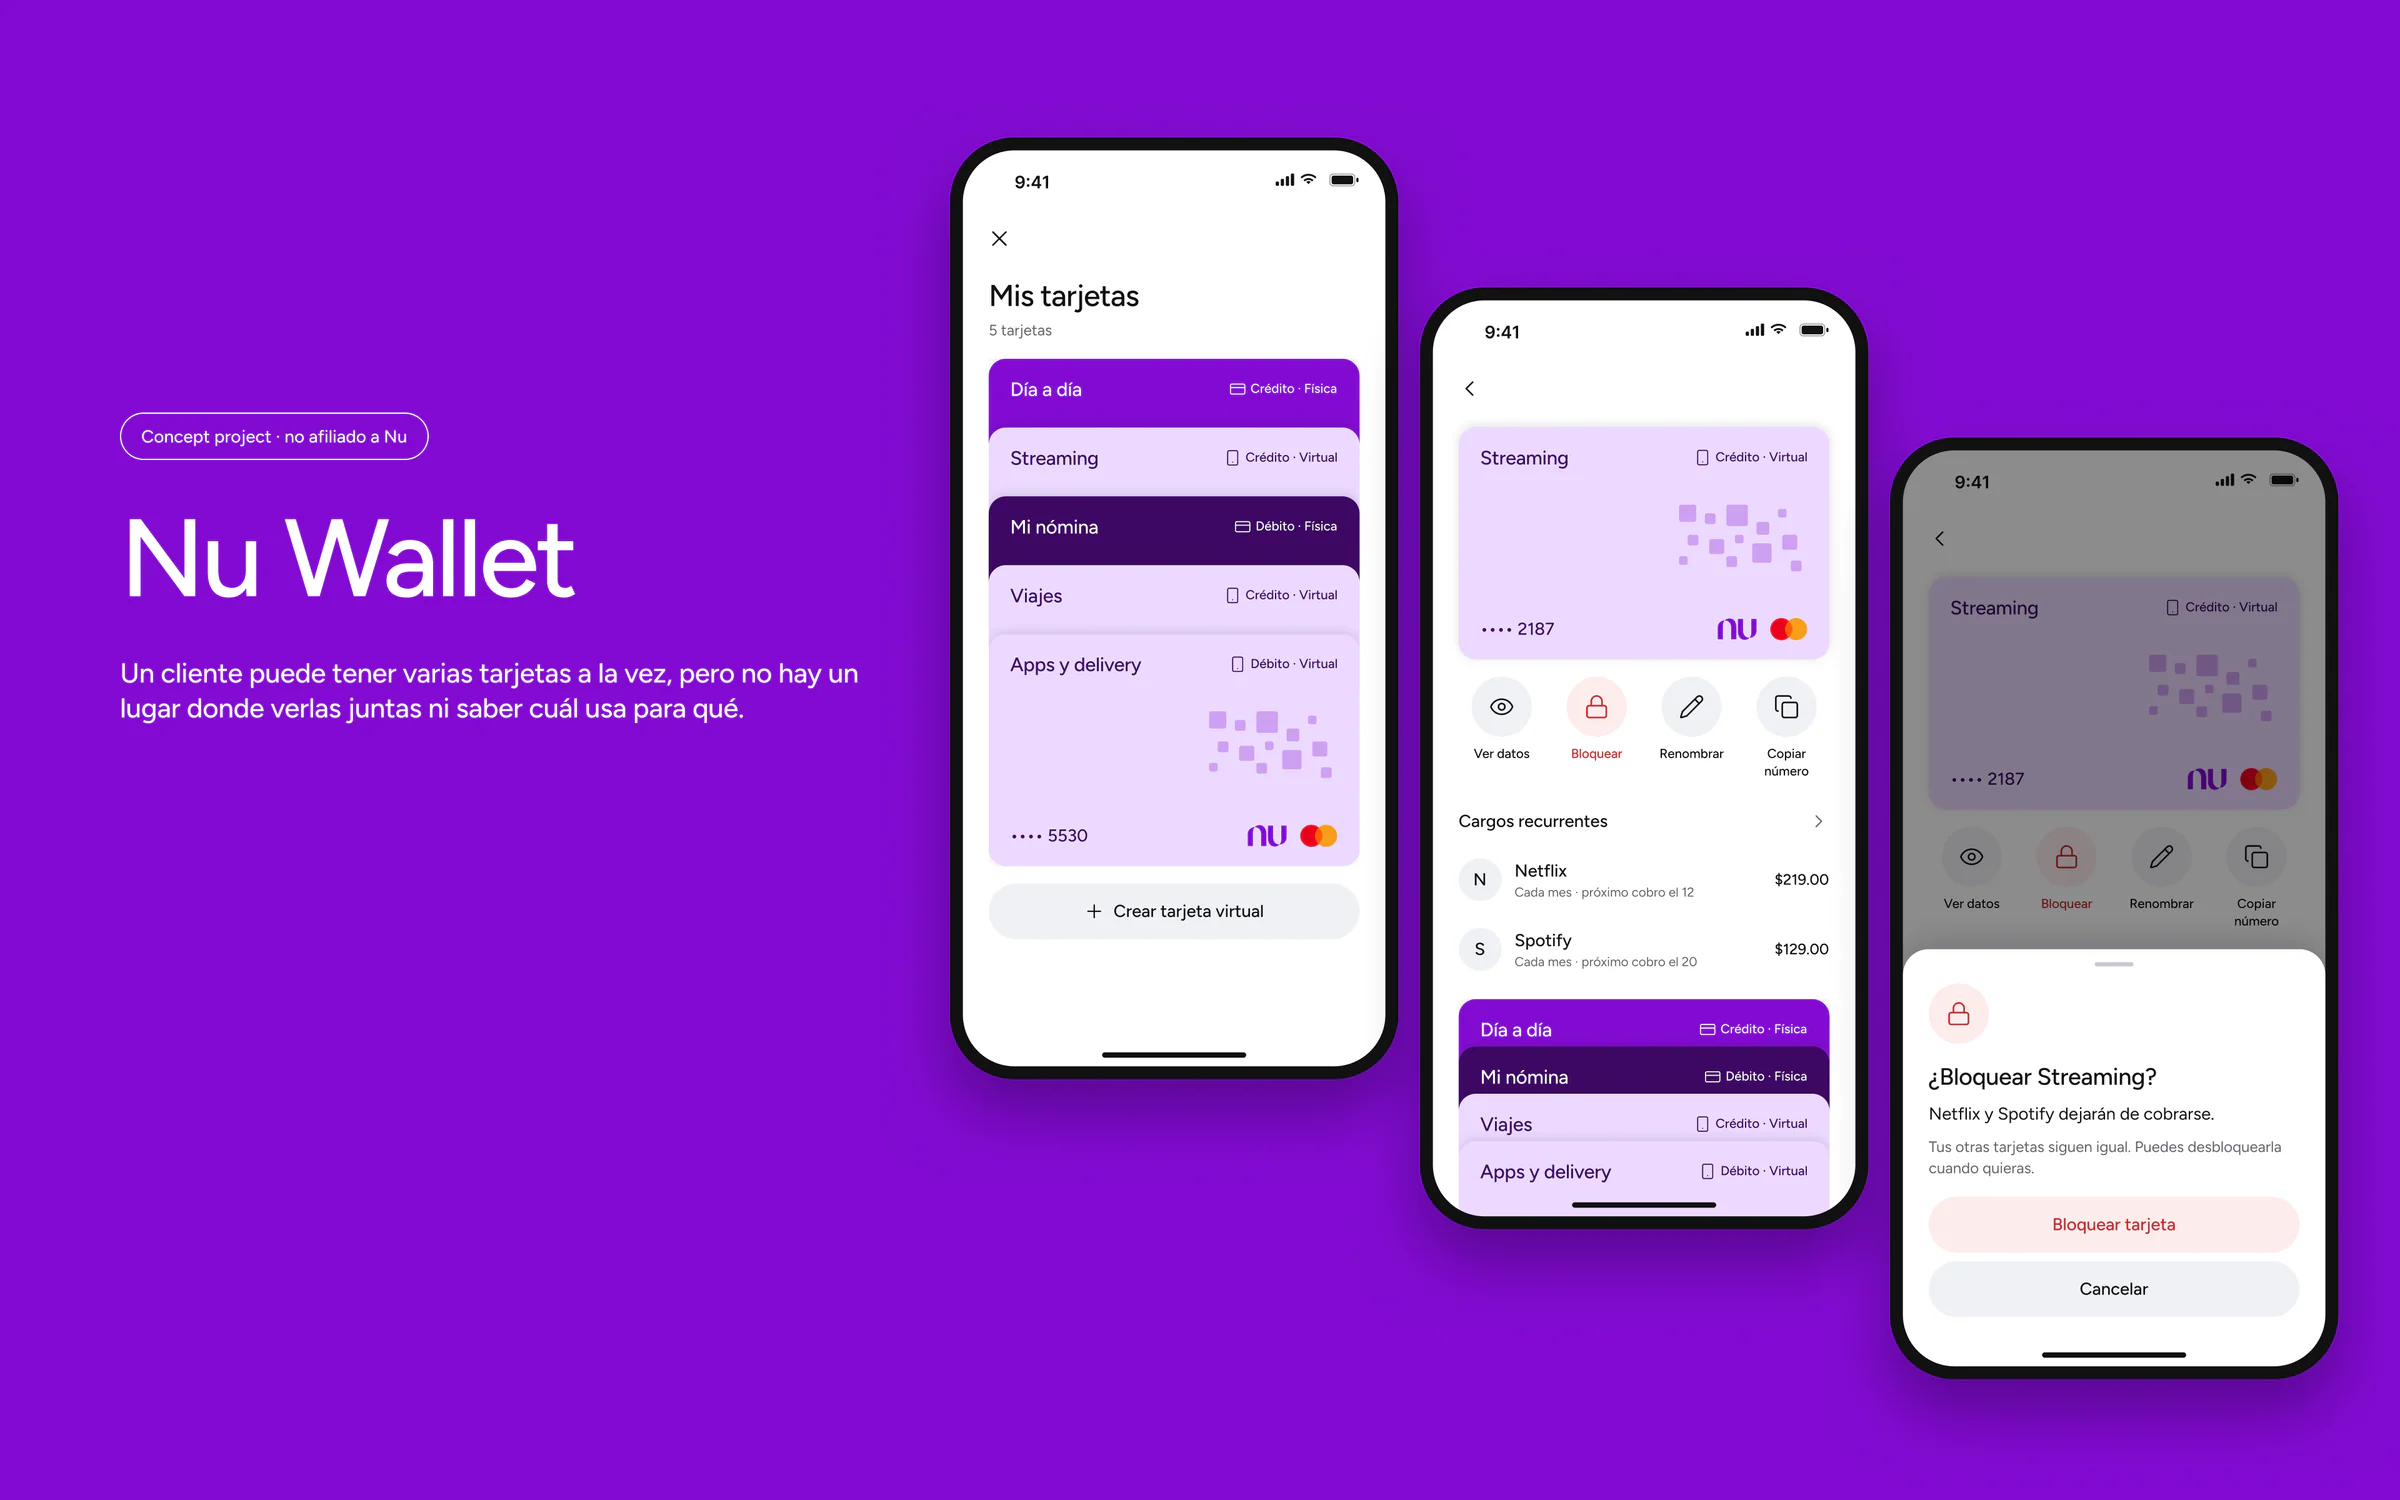 Concept project · no afiliado a Nu
Nu Wallet
Un cliente puede tener varias tarjetas a la vez, pero no hay un
lugar donde verlas juntas ni saber cuál usa para qué.
9:41
Mis tarjetas
5 tarjetas
Día a día
Crédito · Física
Streaming
Crédito · Virtual
Mi nómina
Débito · Física
Viajes
Crédito · Virtual
Apps y delivery
Débito · Virtual
•••• 5530
nu
+ Crear tarjeta virtual
9:41
Streaming
Crédito · Virtual
•••• 2187
nu
Ver datos
Bloquear
Renombrar
Copiar
número
Cargos recurrentes
N
Netflix
Cada mes · próximo cobro el 12
$219.00
S
Spotify
Cada mes · próximo cobro el 20
$129.00
Día a día
Crédito · Física
Mi nómina
Débito · Física
Viajes
Crédito · Virtual
Apps y delivery
Débito · Virtual
9:41
Streaming
Crédito · Virtual
•••• 2187
nu
Ver datos
Bloquear
Renombrar
Copiar
número
¿Bloquear Streaming?
Netflix y Spotify dejarán de cobrarse.
Tus otras tarjetas siguen igual. Puedes desbloquearla
cuando quieras.
Bloquear tarjeta
Cancelar